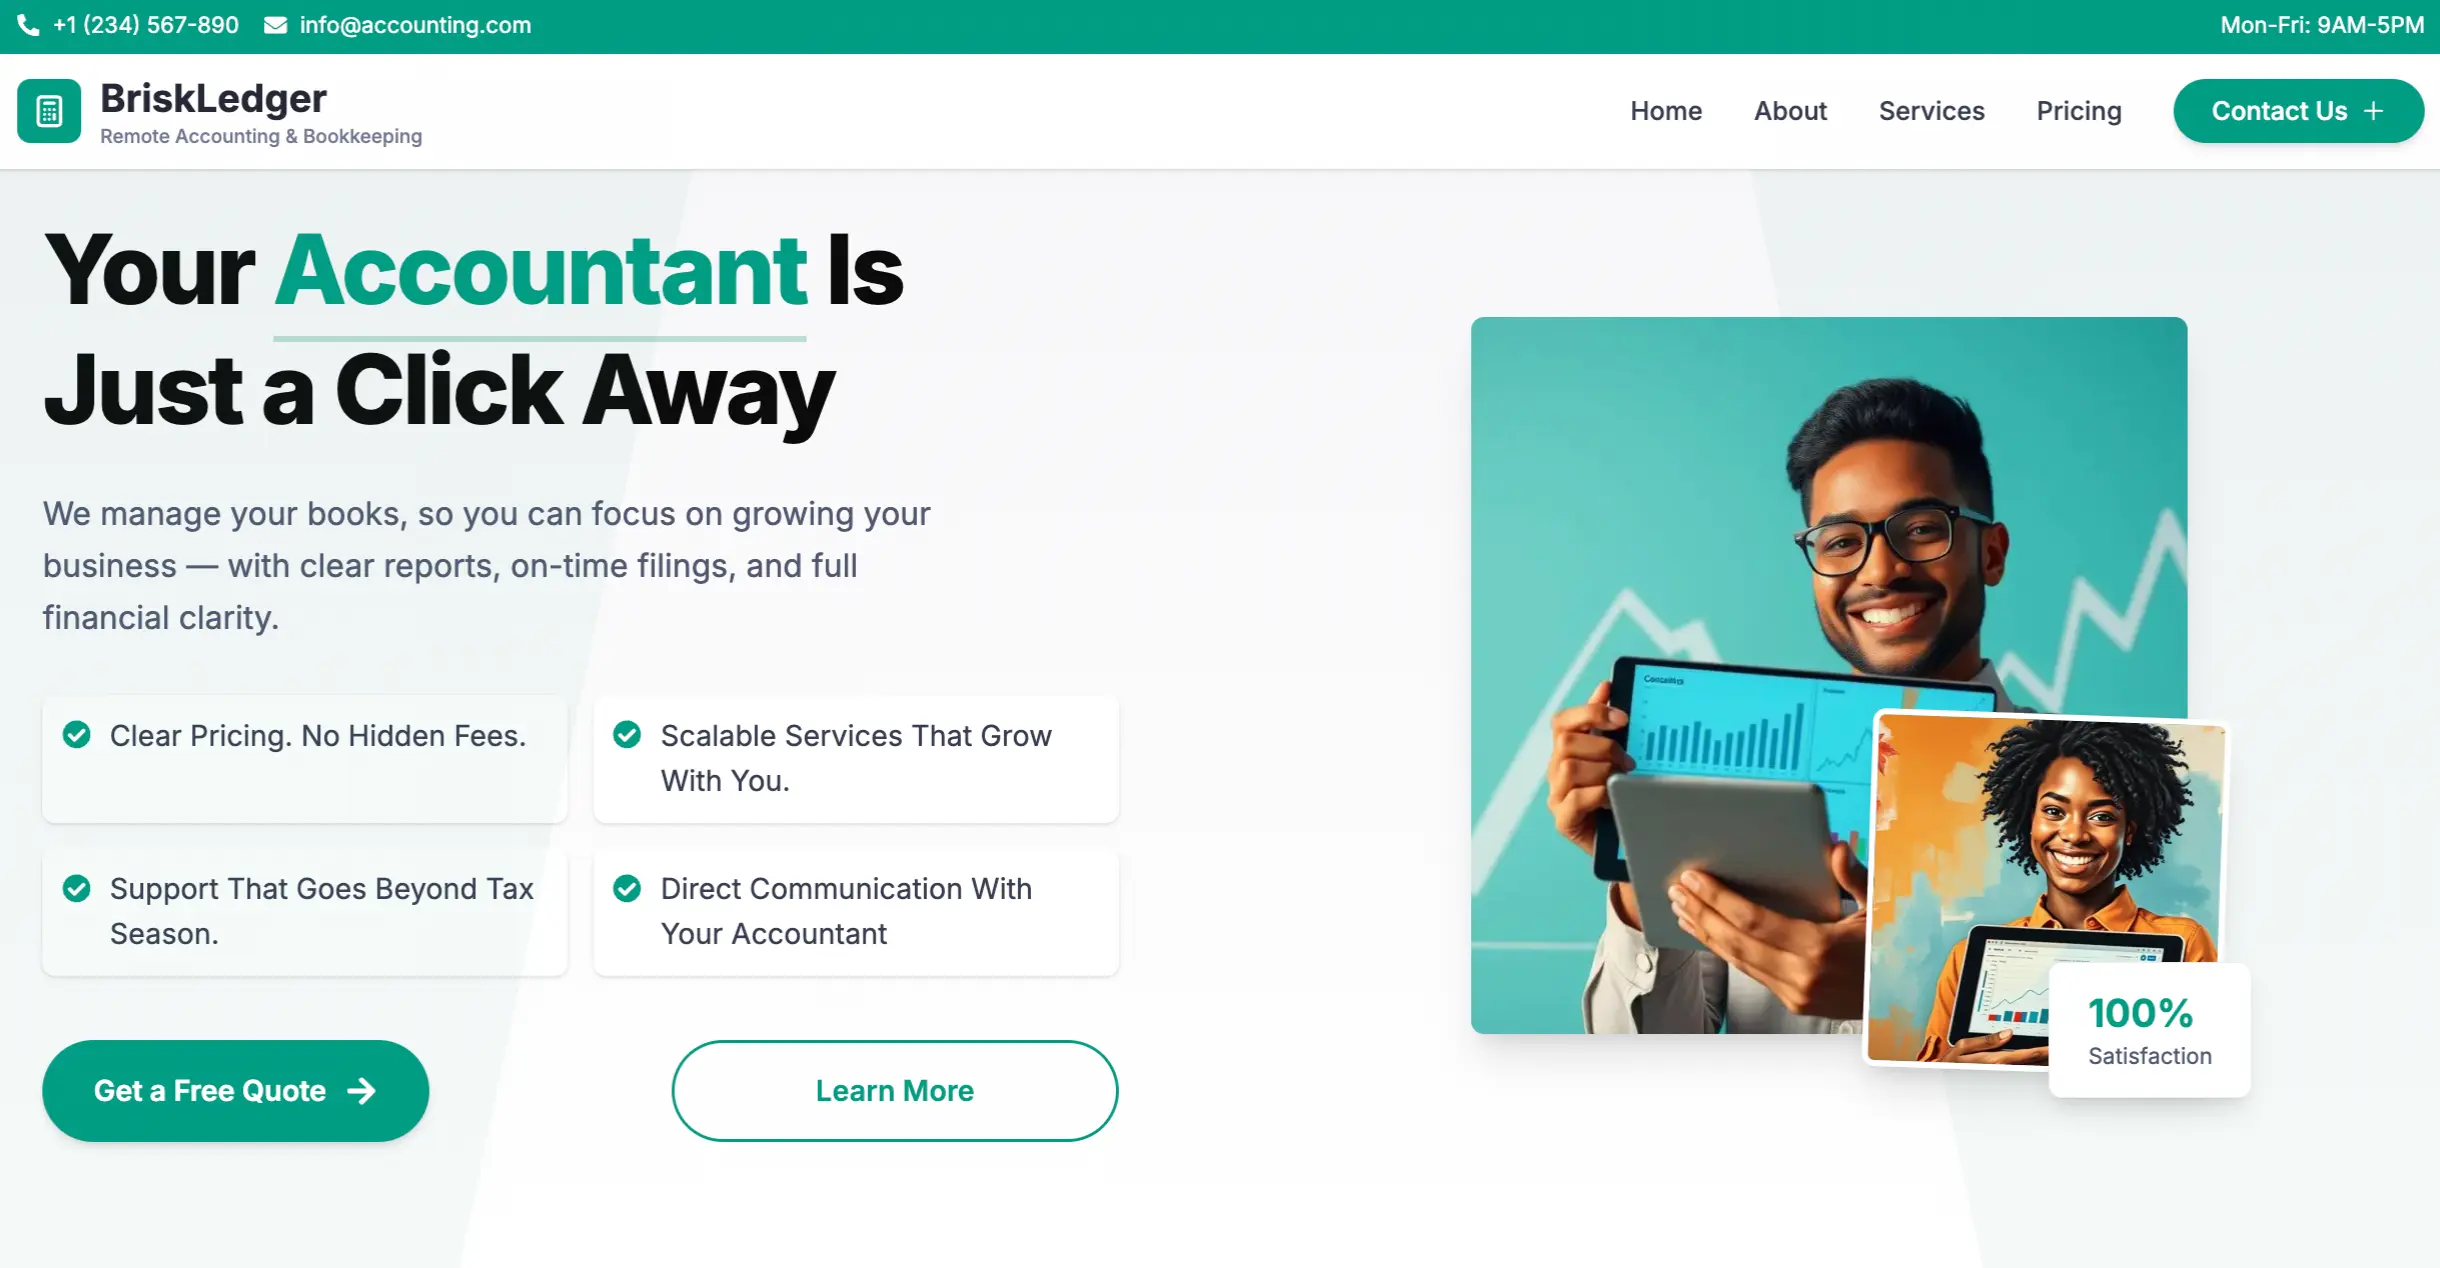 +1 (234) 567-890
info@accounting.com
Mon-Fri: 9AM-5PM
BriskLedger
Remote Accounting & Bookkeeping
Home
About
Services
Pricing
Contact Us
Your Accountant Is
Just a Click Away
We manage your books, so you can focus on growing your
business — with clear reports, on-time filings, and full
financial clarity.
Clear Pricing. No Hidden Fees.
Scalable Services That Grow
With You.
Support That Goes Beyond Tax
Season.
Direct Communication With
Your Accountant
Get a Free Quote
Learn More
100%
Satisfaction